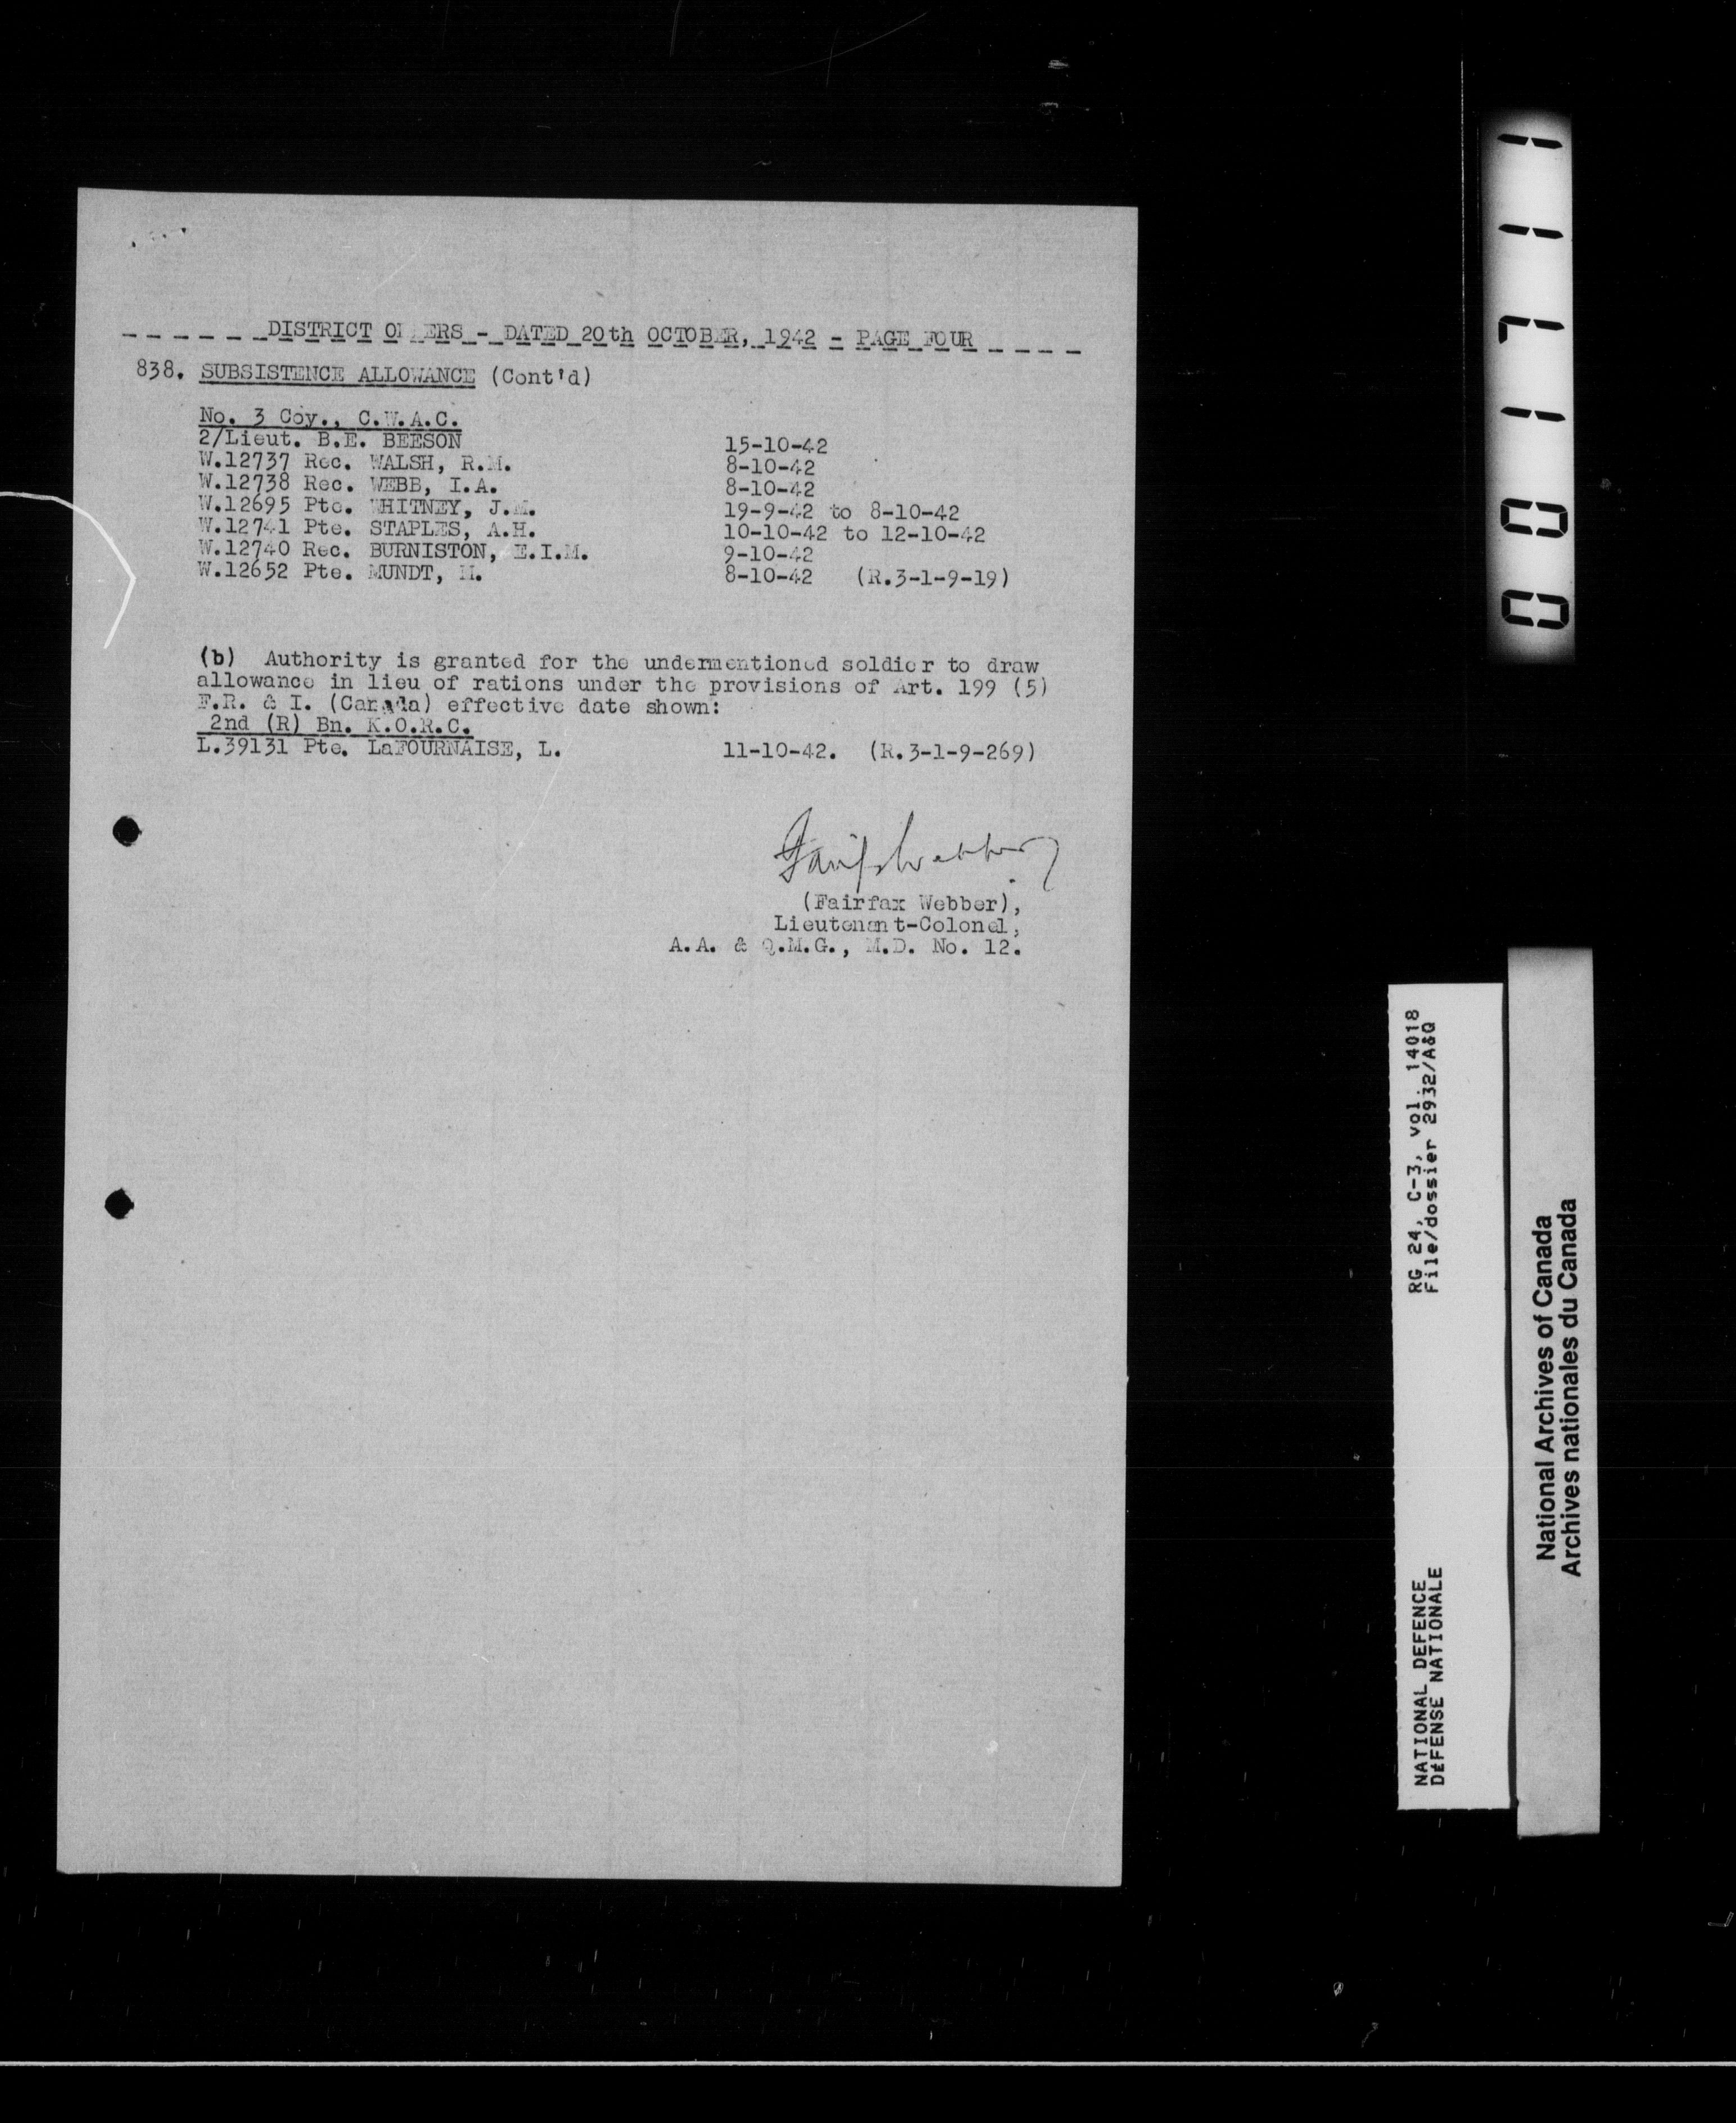 DISTRICT ORDERS - DATED 20th OCTOBER, 1942 - PAGE FOUR
838. SUBSISTENCE ALLOWANCE (Cont'd)
No. 3 Coy., C.W.A.C.
2/Lieut. B.E. BEESON 15-10-42
W.12737 Rec. WALSH, R.M. 8-10-42
W.12738 Rec. WEBB, I.A. 8-10-42
W.12695 Pte. WHITNEY, J.M. 19-9-42 to 8-10-42
W.12741 Pte. STAPLES, A.H. 10-10-42 to 12-10-42
W.12740 Rec. BURNISTON, E.I.M. 9-10-42
W.12652 Pte. MUNDT, M. 8-10-42 (R.3-1-9-19)
(b) Authority is granted for the undermentioned soldier to draw
allowance in lieu of rations under the provisions of Art. 199 (5)
F.R. & I. (Canada) effective date shown:
2nd (R) Bn. K.O.R.C.
L.39131 Pte. LaFOURNAISE, L. 11-10-42. (R.3-1-9-269)
(Fairfax Webber),
Lieutenant-Colonel,
A.A. & Q.M.G., M.D. No. 12.
001711
RG 24, C-3, vol. 14018
File/dossier 2932/A&Q
NATIONAL DEFENCE
DÉFENSE NATIONALE
National Archives of Canada
Archives nationales du Canada